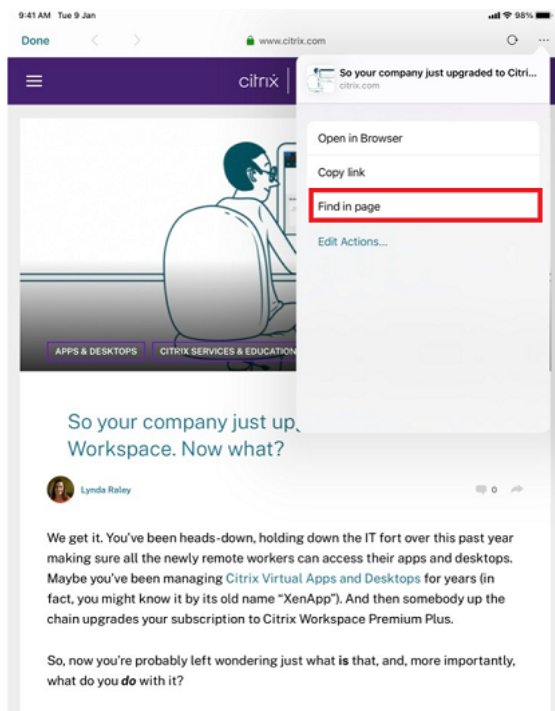 9:41 AM Tue 9 Jan
98%
Done
www.citrix.com
citrix
So your company just upgraded to Citri...
citrix.com
Open in Browser
Copy link
Find in page
Edit Actions...
APPS & DESKTOPS
CITRIX SERVICES & EDUCATION
So your company just up
Workspace. Now what?
Lynda Raley
0
We get it. You've been heads-down, holding down the IT fort over this past year
making sure all the newly remote workers can access their apps and desktops.
Maybe you've been managing Citrix Virtual Apps and Desktops for years (in
fact, you might know it by its old name “XenApp”). And then somebody up the
chain upgrades your subscription to Citrix Workspace Premium Plus.
So, now you're probably left wondering just what is that, and, more importantly,
what do you do with it?